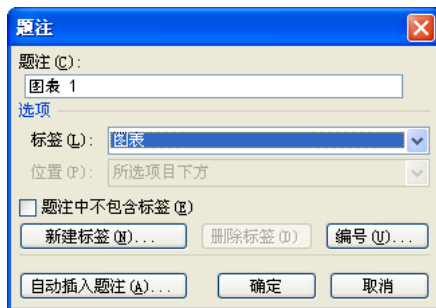 题注
题注(C):
图表 1
选项
标签(L): 图表
位置(P): 所选项目下方
题注中不包含标签(E)
新建标签(N)... 删除标签(D) 编号(U)...
自动插入题注(A)... 确定 取消